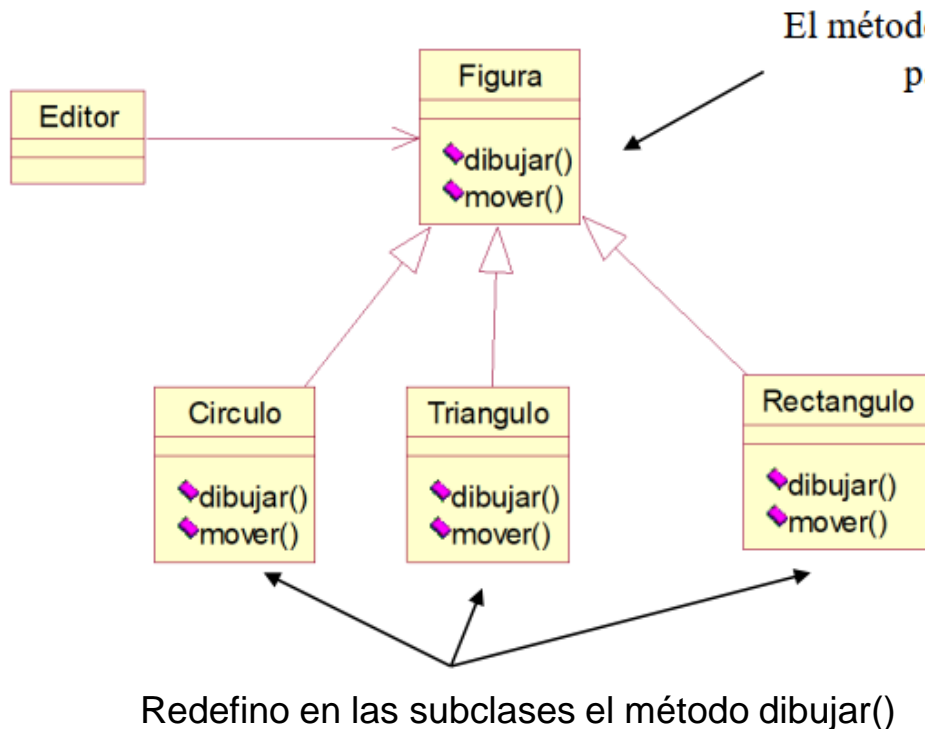 El método
Figura
dibujar()
mover()
Editor
Circulo
dibujar()
mover()
Triangulo
dibujar()
mover()
Rectangulo
dibujar()
mover()
Redefino en las subclases el método dibujar()